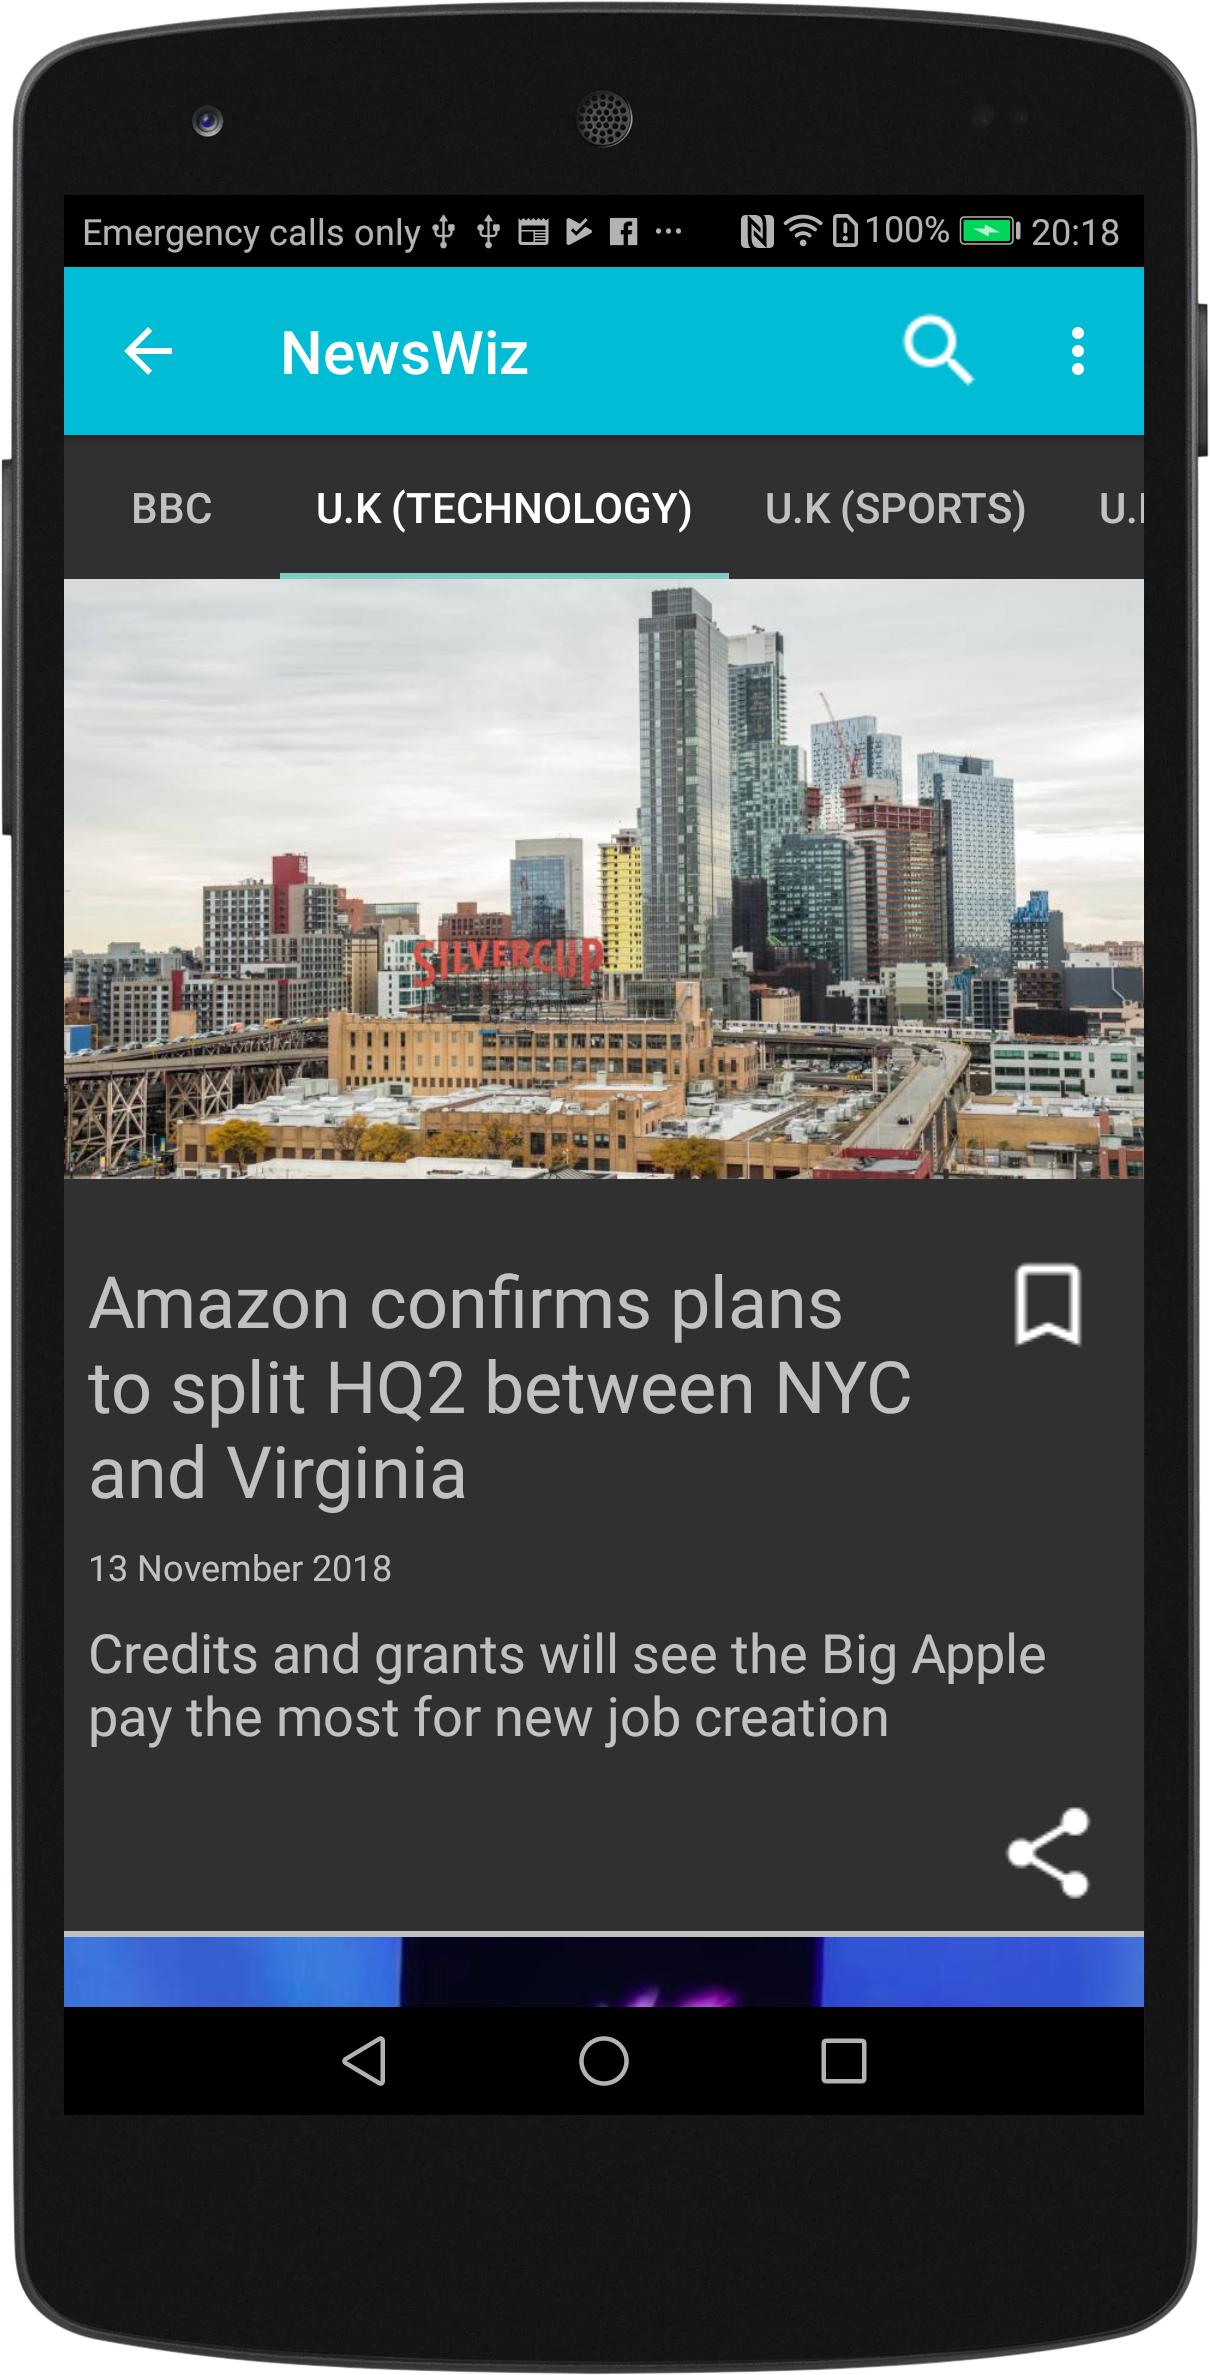 Emergency calls only 100% 20:18
NewsWiz
BBC U.K (TECHNOLOGY) U.K (SPORTS) U.
SILVERCUP
Amazon confirms plans
to split HQ2 between NYC
and Virginia
13 November 2018
Credits and grants will see the Big Apple
pay the most for new job creation